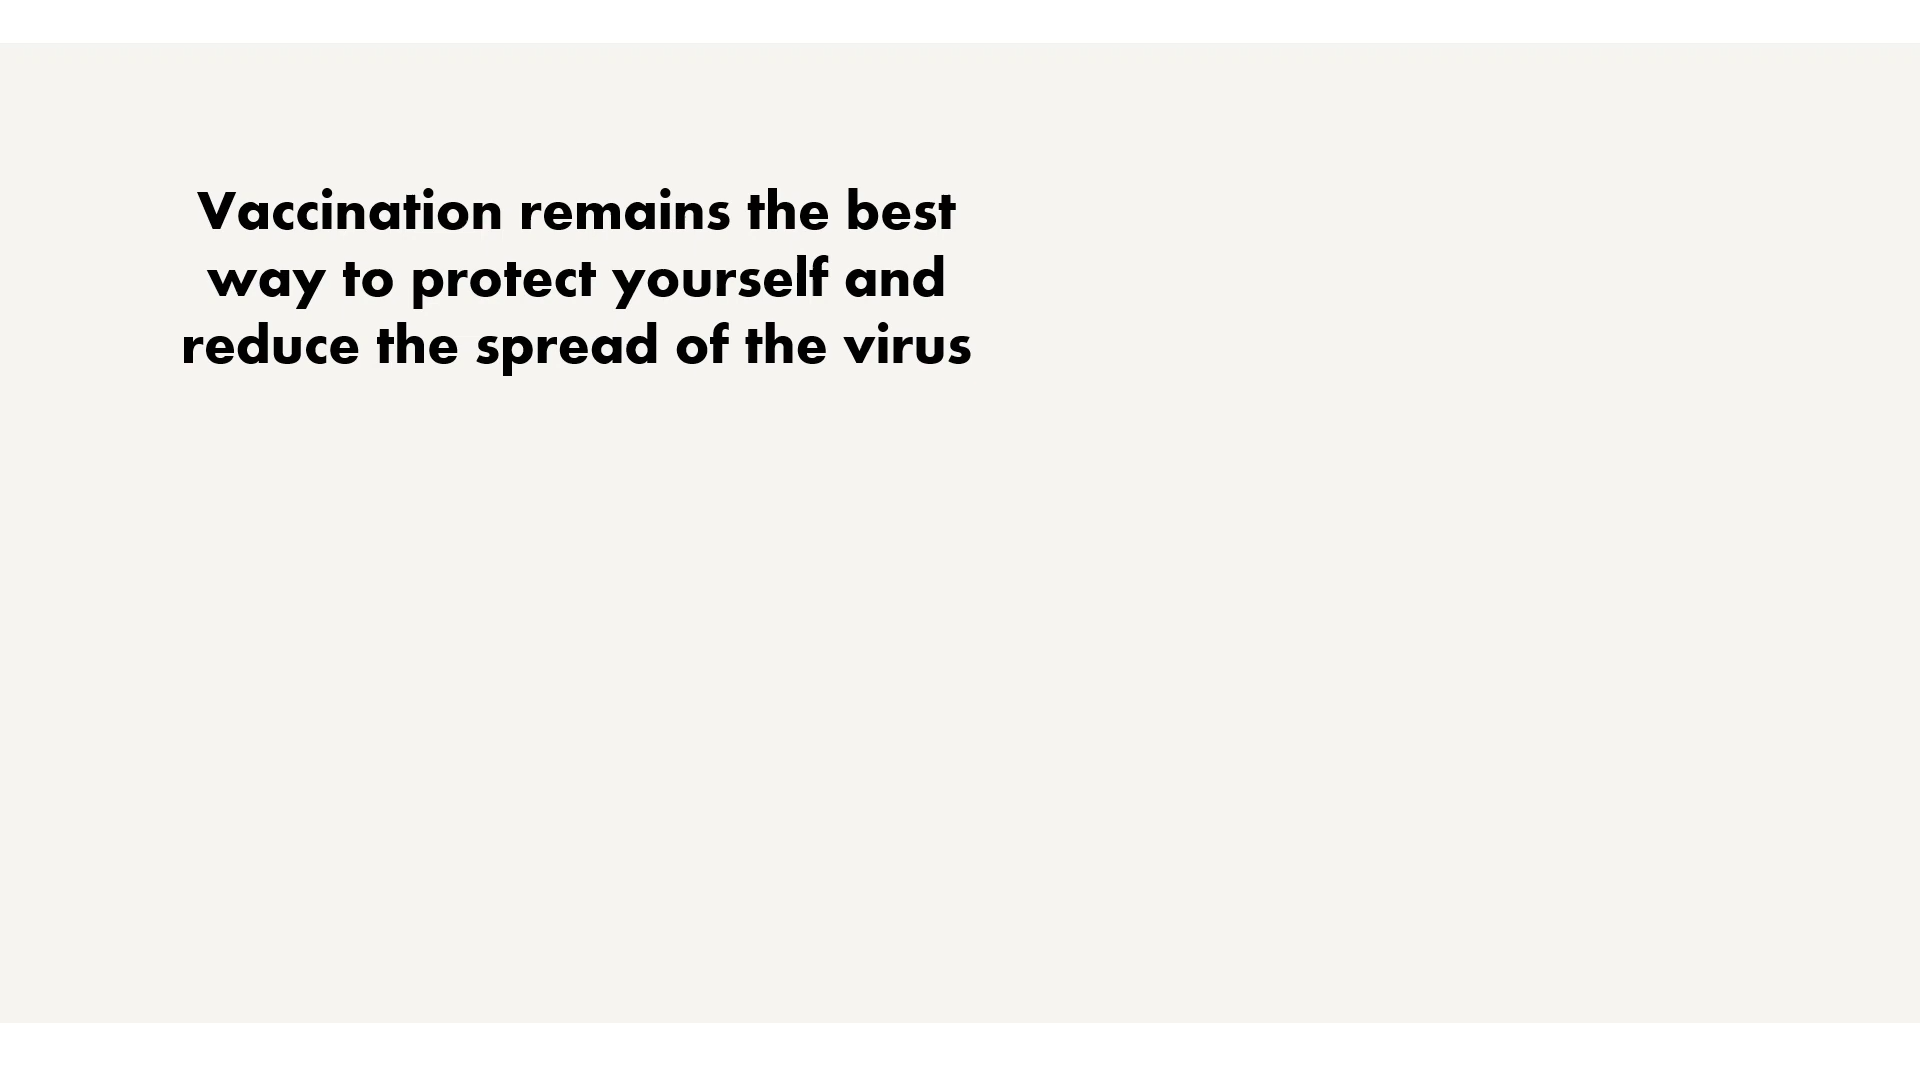 Vaccination remains the best
way to protect yourself and
reduce the spread of the virus